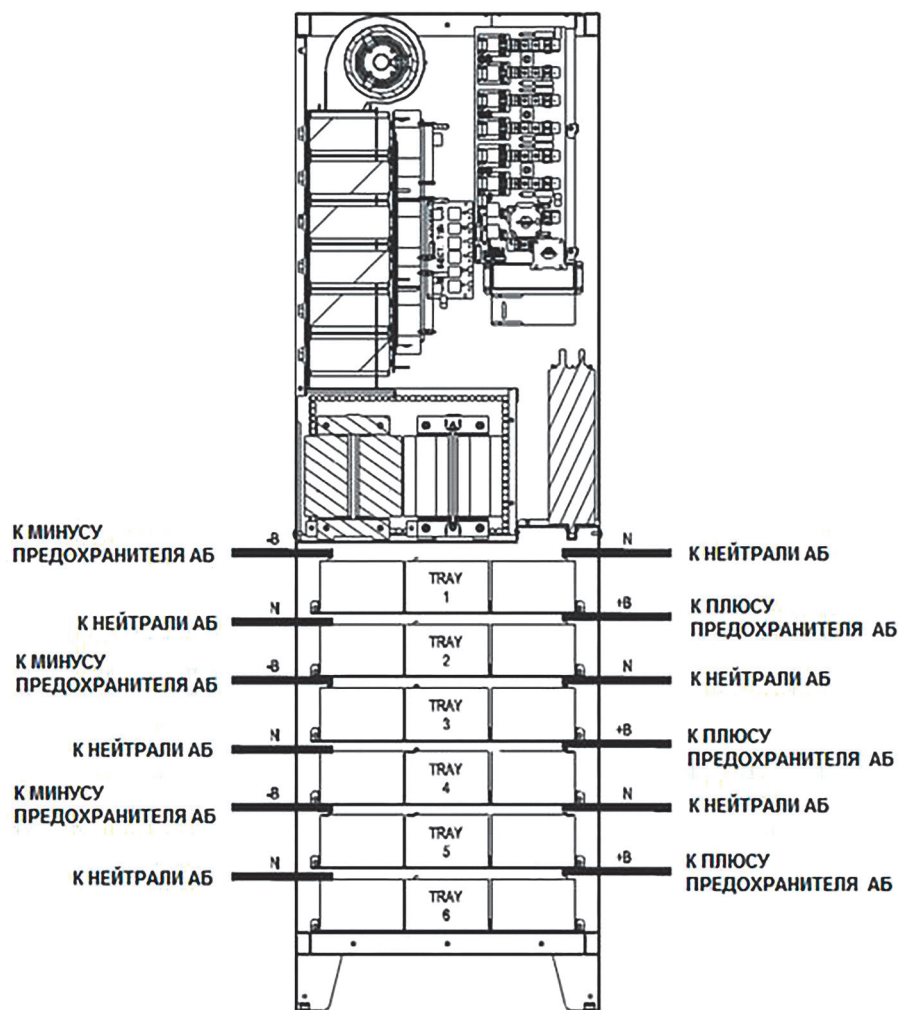 К МИНУСУ
ПРЕДОХРАНИТЕЛЯ АБ
-B
N
К НЕЙТРАЛИ АБ
TRAY
1
К НЕЙТРАЛИ АБ
N
+B
К ПЛЮСУ
ПРЕДОХРАНИТЕЛЯ АБ
TRAY
2
К МИНУСУ
ПРЕДОХРАНИТЕЛЯ АБ
-B
N
К НЕЙТРАЛИ АБ
TRAY
3
К НЕЙТРАЛИ АБ
N
+B
К ПЛЮСУ
ПРЕДОХРАНИТЕЛЯ АБ
TRAY
4
К МИНУСУ
ПРЕДОХРАНИТЕЛЯ АБ
-B
N
К НЕЙТРАЛИ АБ
TRAY
5
К НЕЙТРАЛИ АБ
N
+B
К ПЛЮСУ
ПРЕДОХРАНИТЕЛЯ АБ
TRAY
6